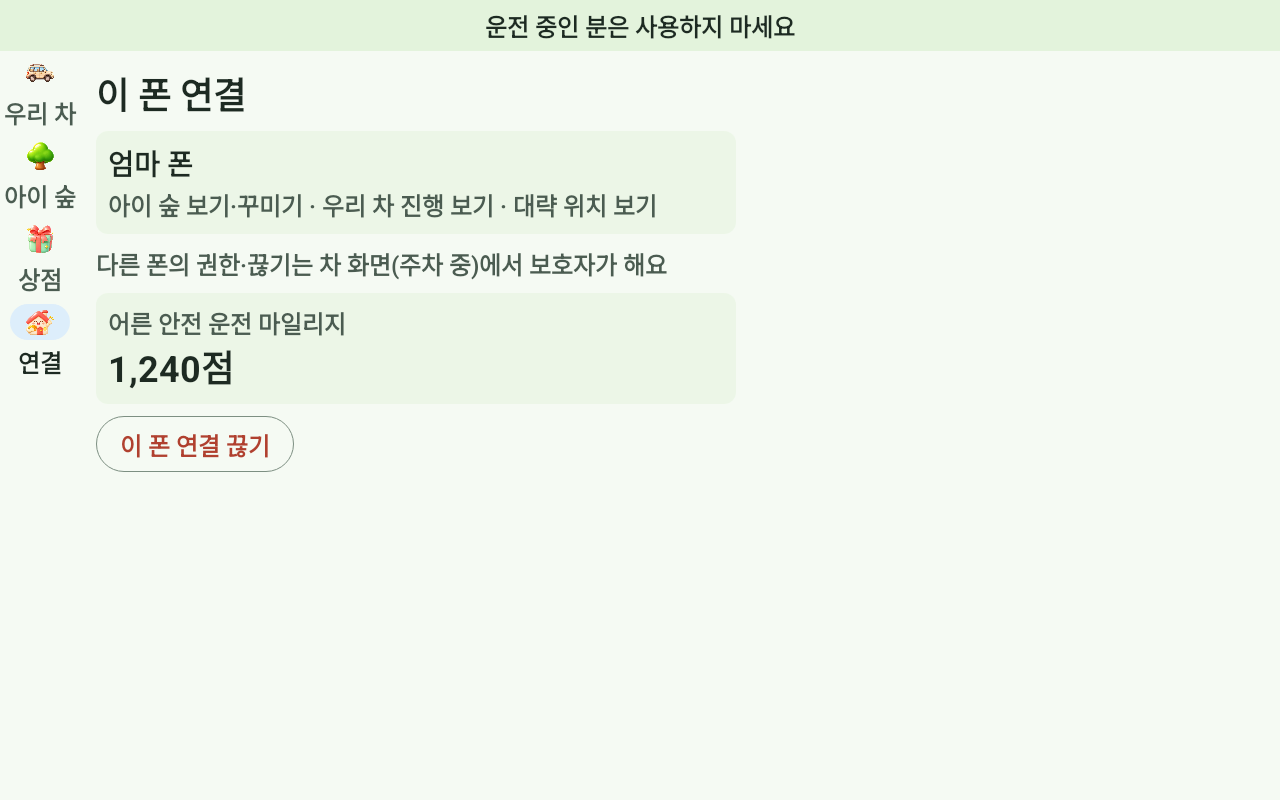 운전 중인 분은 사용하지 마세요
우리 차
아이 숲
상점
연결
이 폰 연결
엄마 폰
아이 숲 보기·꾸미기 · 우리 차 진행 보기 · 대략 위치 보기
다른 폰의 권한·끊기는 차 화면(주차 중)에서 보호자가 해요
어른 안전 운전 마일리지
1,240점
이 폰 연결 끊기